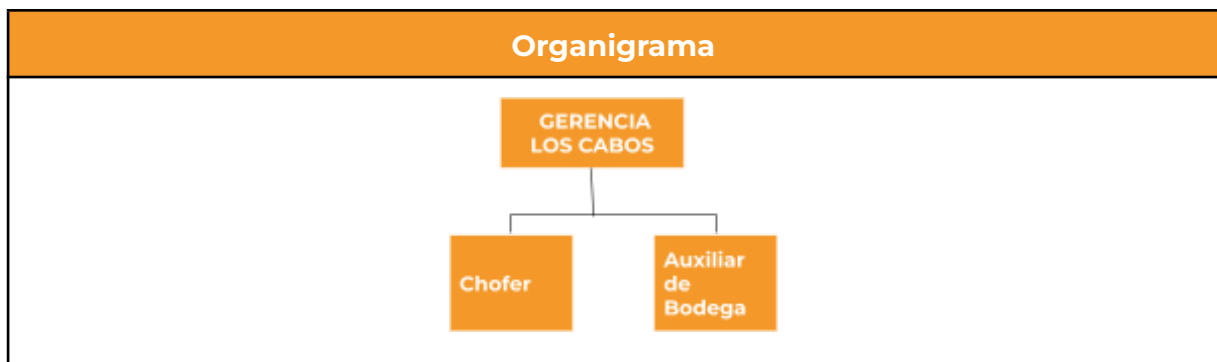 Organigrama
GERENCIA
LOS CABOS
Chofer
Auxiliar
de
Bodega